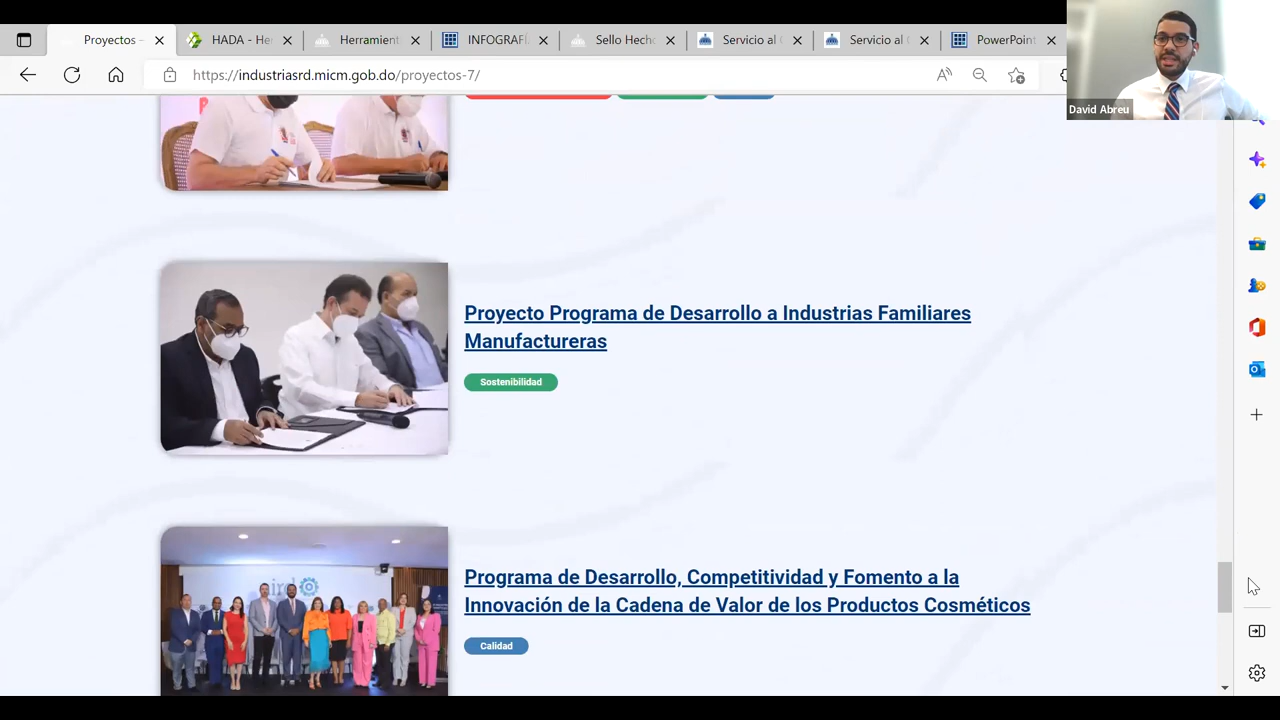 Proyectos -
HADA - Her
Herramient
INFOGRAFÍ
Sello Hech
Servicio al
Servicio al
PowerPoint
https://industriasrd.micm.gob.do/proyectos-7/
David Abreu
Proyecto Programa de Desarrollo a Industrias Familiares
Manufactureras
Sostenibilidad
Programa de Desarrollo, Competitividad y Fomento a la
Innovación de la Cadena de Valor de los Productos Cosméticos
Calidad